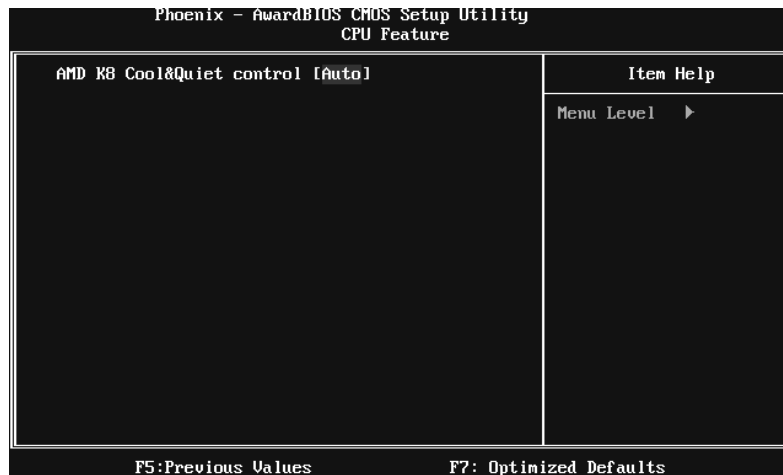 Phoenix - AwardBIOS CMOS Setup Utility
CPU Feature
AMD K8 Cool&Quiet control [Auto]
Item Help
Menu Level
F5:Previous Values F7: Optimized Defaults